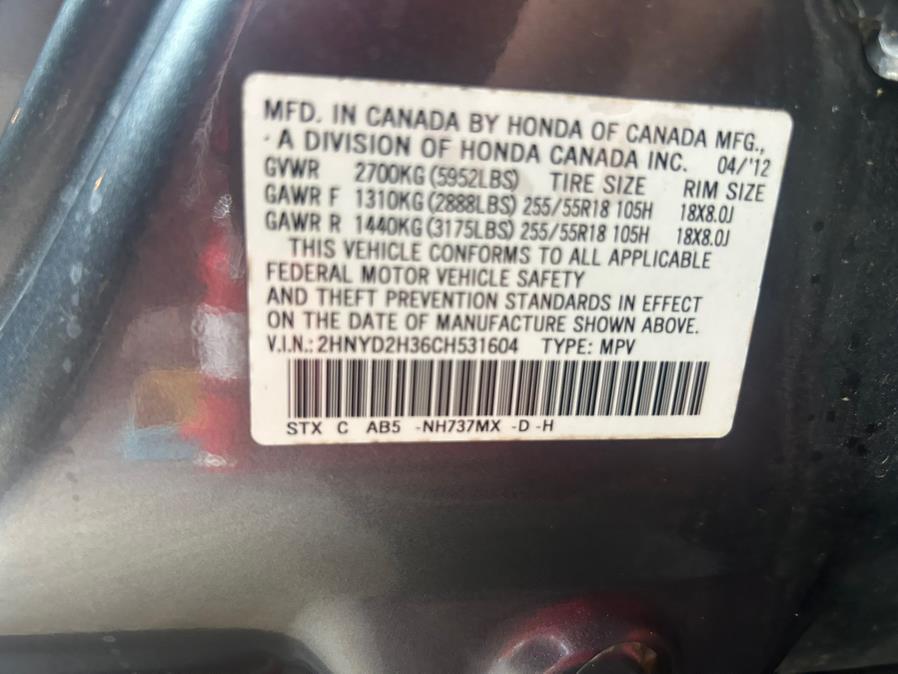 MFD. IN CANADA BY HONDA OF CANADA MFG.,
A DIVISION OF HONDA CANADA INC. 04/'12
GVWR 2700KG (5952LBS) TIRE SIZE RIM SIZE
GAWR F 1310KG (2888LBS) 255/55R18 105H 18X8.0J
GAWR R 1440KG (3175LBS) 255/55R18 105H 18X8.0J
THIS VEHICLE CONFORMS TO ALL APPLICABLE
FEDERAL MOTOR VEHICLE SAFETY
AND THEFT PREVENTION STANDARDS IN EFFECT
ON THE DATE OF MANUFACTURE SHOWN ABOVE.
V.I.N.: 2HNYD2H36CH531604 TYPE: MPV
STX C AB5 -NH737MX -D -H